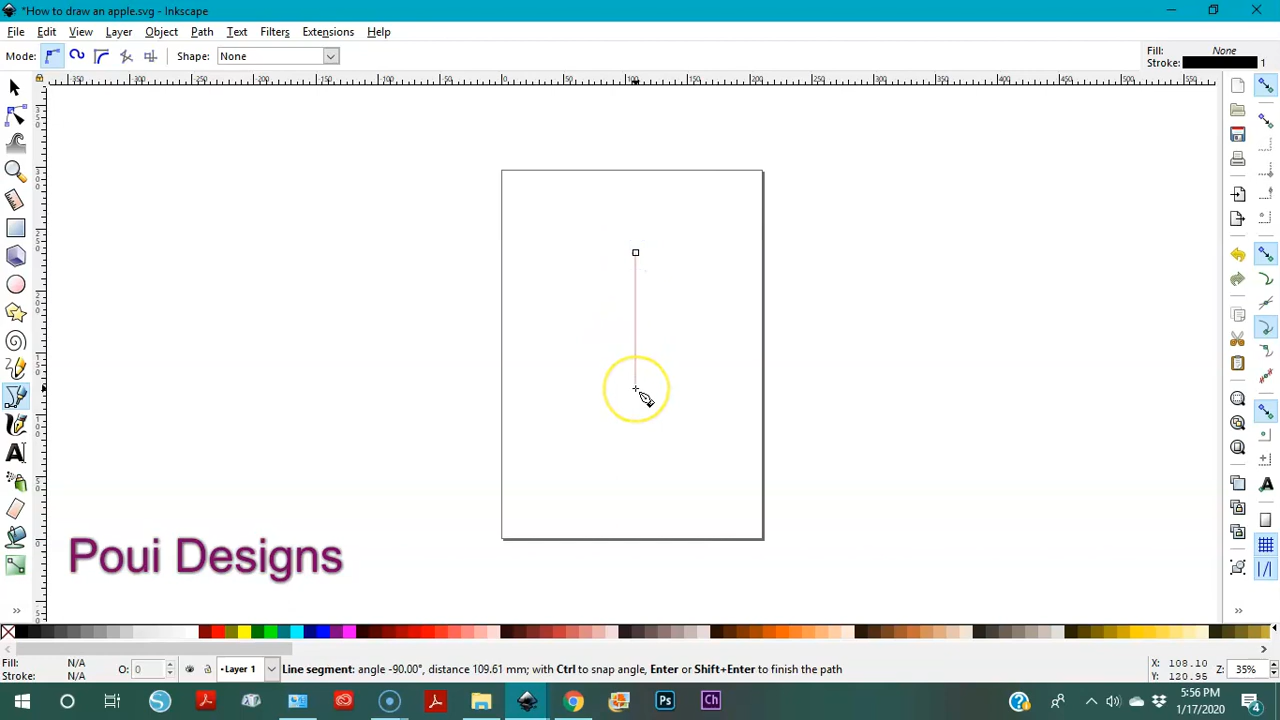 *How to draw an apple.svg - Inkscape
File Edit View Layer Object Path Text Filters Extensions Help
Mode: Shape: None
Fill: None
Stroke: 1
Poui Designs
Fill: N/A
Stroke: N/A
O: 0
Layer 1
Line segment: angle -90.00°, distance 109.61 mm; with Ctrl to snap angle, Enter or Shift+Enter to finish the path
X: 108.10
Y: 120.95
Z: 35%
Ps Ch
5:56 PM
1/17/2020
4